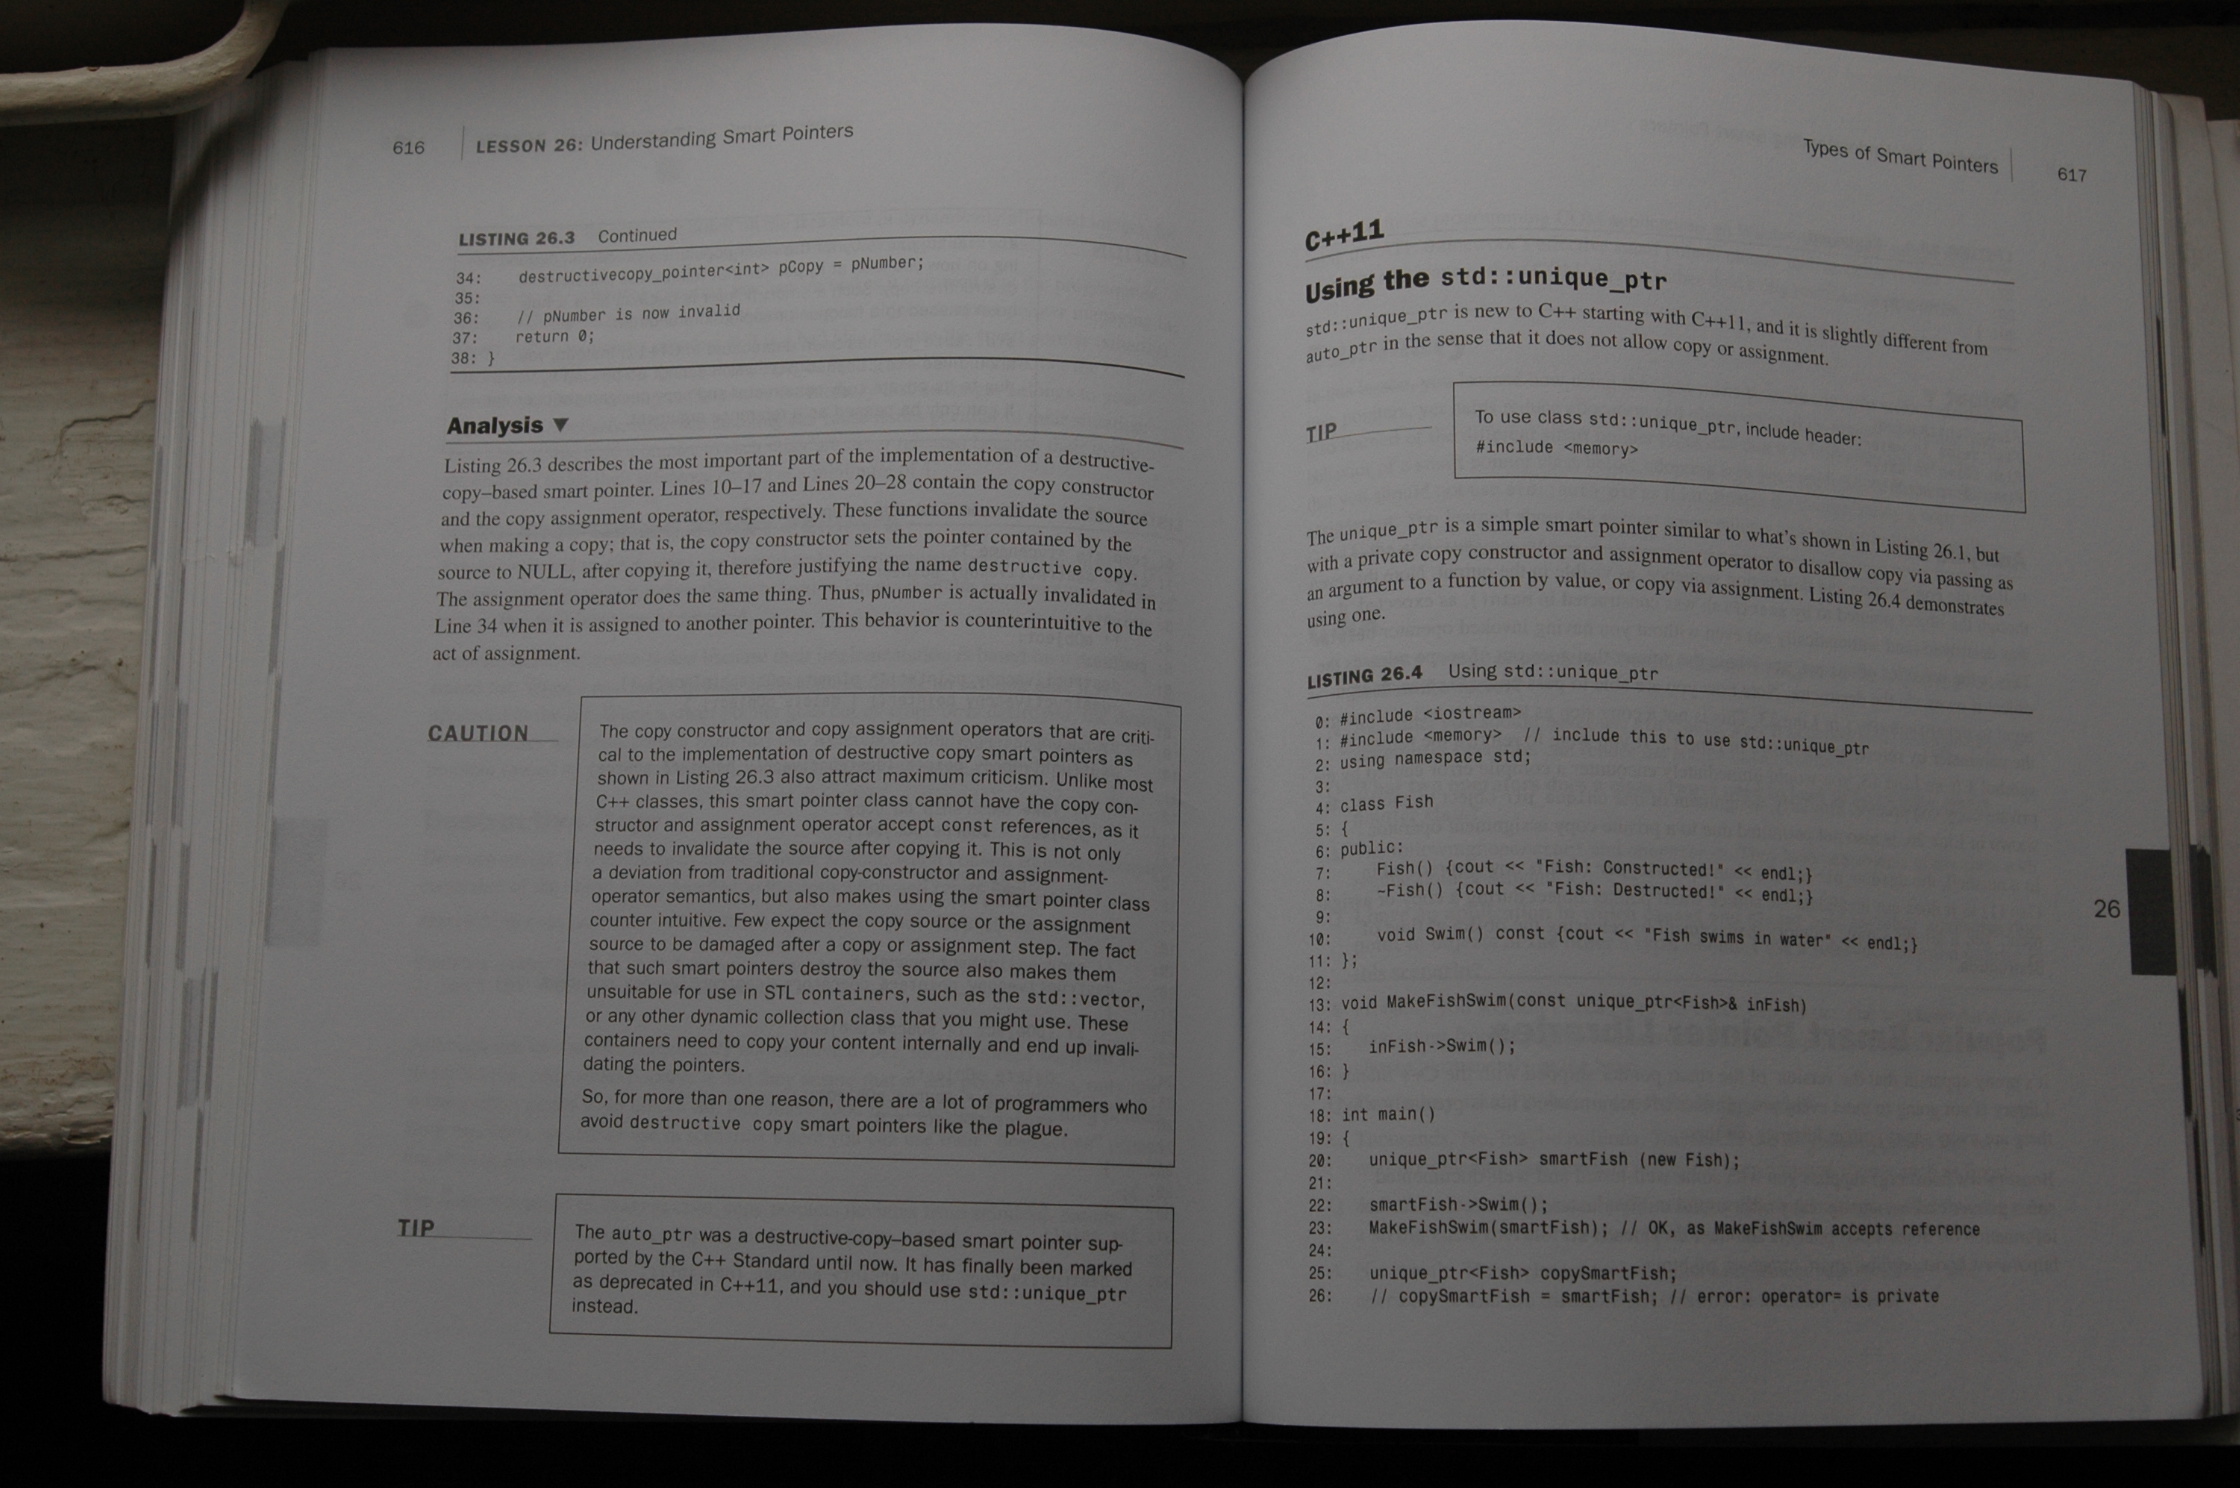 616 LESSON 26: Understanding Smart Pointers
LISTING 26.3 Continued
34: destructivecopy_pointer<int> pCopy = pNumber;
35:
36: // pNumber is now invalid
37: return 0;
38: }
Analysis ▼
Listing 26.3 describes the most important part of the implementation of a destructive-
copy–based smart pointer. Lines 10–17 and Lines 20–28 contain the copy constructor
and the copy assignment operator, respectively. These functions invalidate the source
when making a copy; that is, the copy constructor sets the pointer contained by the
source to NULL, after copying it, therefore justifying the name destructive copy.
The assignment operator does the same thing. Thus, pNumber is actually invalidated in
Line 34 when it is assigned to another pointer. This behavior is counterintuitive to the
act of assignment.
CAUTION
The copy constructor and copy assignment operators that are criti-
cal to the implementation of destructive copy smart pointers as
shown in Listing 26.3 also attract maximum criticism. Unlike most
C++ classes, this smart pointer class cannot have the copy con-
structor and assignment operator accept const references, as it
needs to invalidate the source after copying it. This is not only
a deviation from traditional copy-constructor and assignment-
operator semantics, but also makes using the smart pointer class
counter intuitive. Few expect the copy source or the assignment
source to be damaged after a copy or assignment step. The fact
that such smart pointers destroy the source also makes them
unsuitable for use in STL containers, such as the std::vector,
or any other dynamic collection class that you might use. These
containers need to copy your content internally and end up invali-
dating the pointers.
So, for more than one reason, there are a lot of programmers who
avoid destructive copy smart pointers like the plague.
TIP
The auto_ptr was a destructive-copy–based smart pointer sup-
ported by the C++ Standard until now. It has finally been marked
as deprecated in C++11, and you should use std::unique_ptr
instead.
Types of Smart Pointers 617
C++11
Using the std::unique_ptr
std::unique_ptr is new to C++ starting with C++11, and it is slightly different from
auto_ptr in the sense that it does not allow copy or assignment.
TIP
To use class std::unique_ptr, include header:
#include <memory>
The unique_ptr is a simple smart pointer similar to what's shown in Listing 26.1, but
with a private copy constructor and assignment operator to disallow copy via passing as
an argument to a function by value, or copy via assignment. Listing 26.4 demonstrates
using one.
LISTING 26.4 Using std::unique_ptr
0: #include <iostream>
1: #include <memory> // include this to use std::unique_ptr
2: using namespace std;
3:
4: class Fish
5: {
6: public:
7: Fish() {cout << "Fish: Constructed!" << endl;}
8: ~Fish() {cout << "Fish: Destructed!" << endl;}
9:
10: void Swim() const {cout << "Fish swims in water" << endl;}
11: };
12:
13: void MakeFishSwim(const unique_ptr<Fish>& inFish)
14: {
15: inFish->Swim();
16: }
17:
18: int main()
19: {
20: unique_ptr<Fish> smartFish (new Fish);
21:
22: smartFish->Swim();
23: MakeFishSwim(smartFish); // OK, as MakeFishSwim accepts reference
24:
25: unique_ptr<Fish> copySmartFish;
26: // copySmartFish = smartFish; // error: operator= is private
26